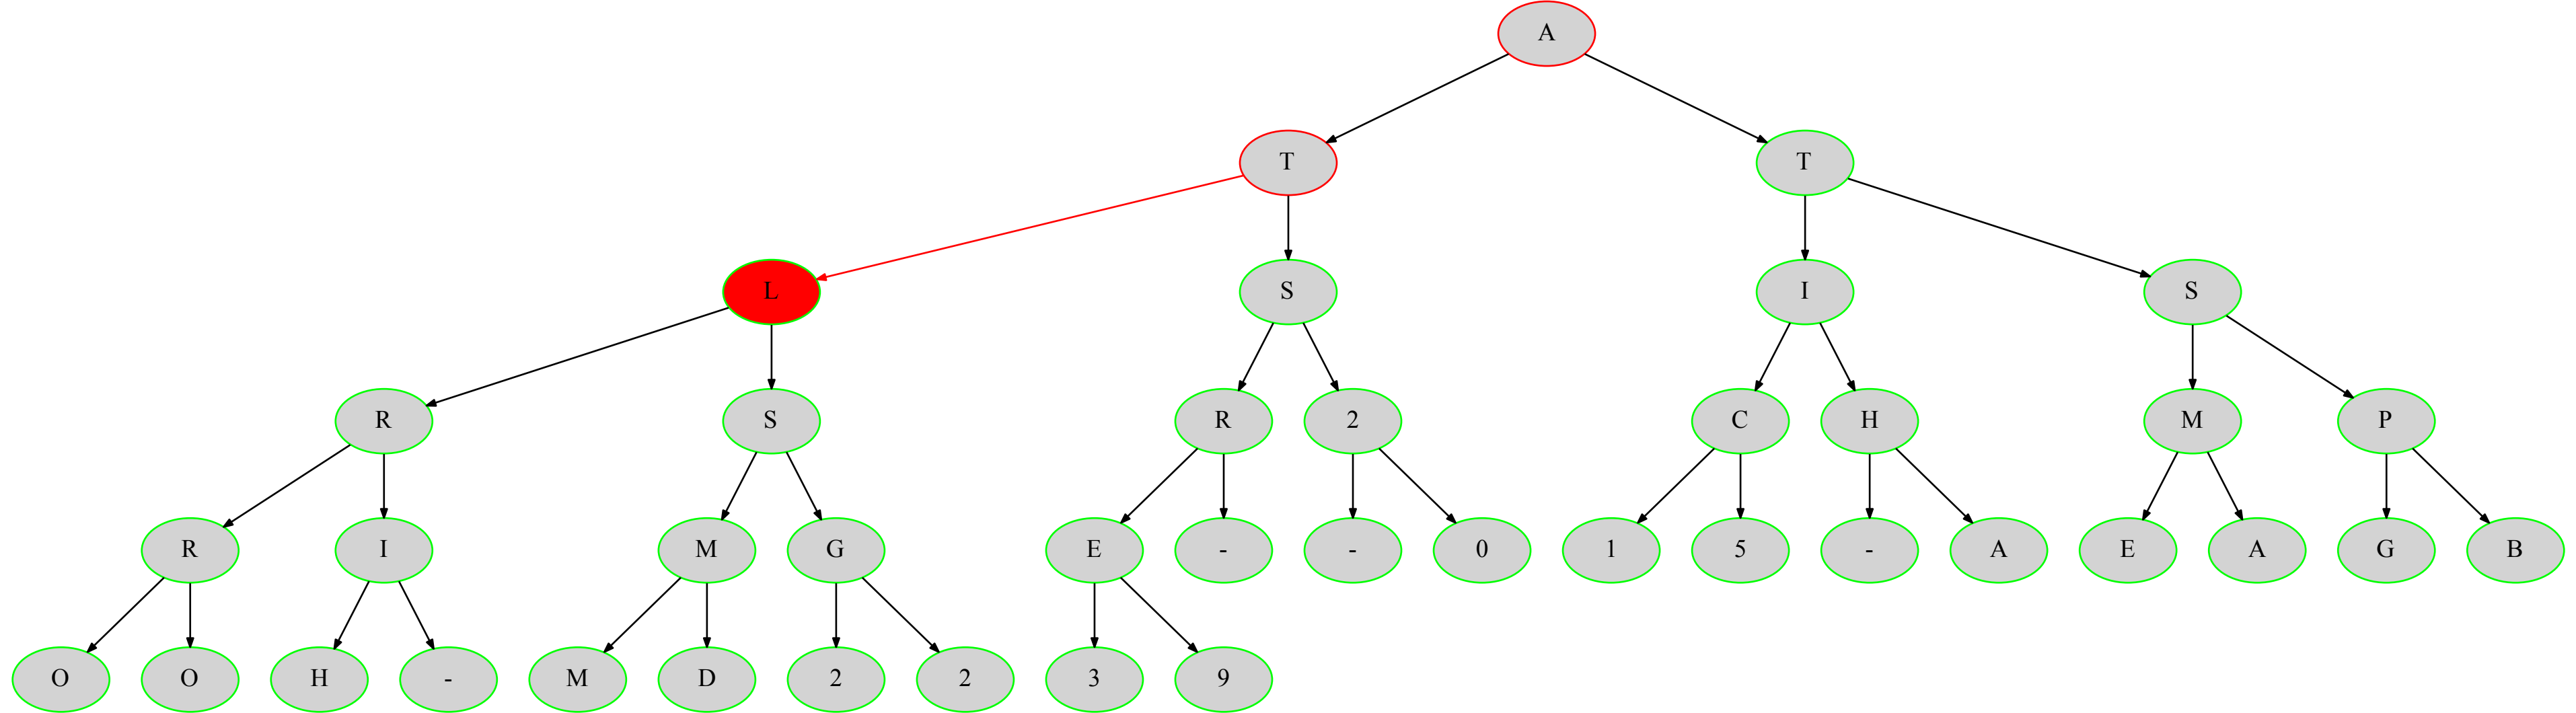 A
T T
L S I S
R S R 2 C H M P
R I M G E - - 0 1 5 - A E A G B
O O H - M D 2 2 3 9